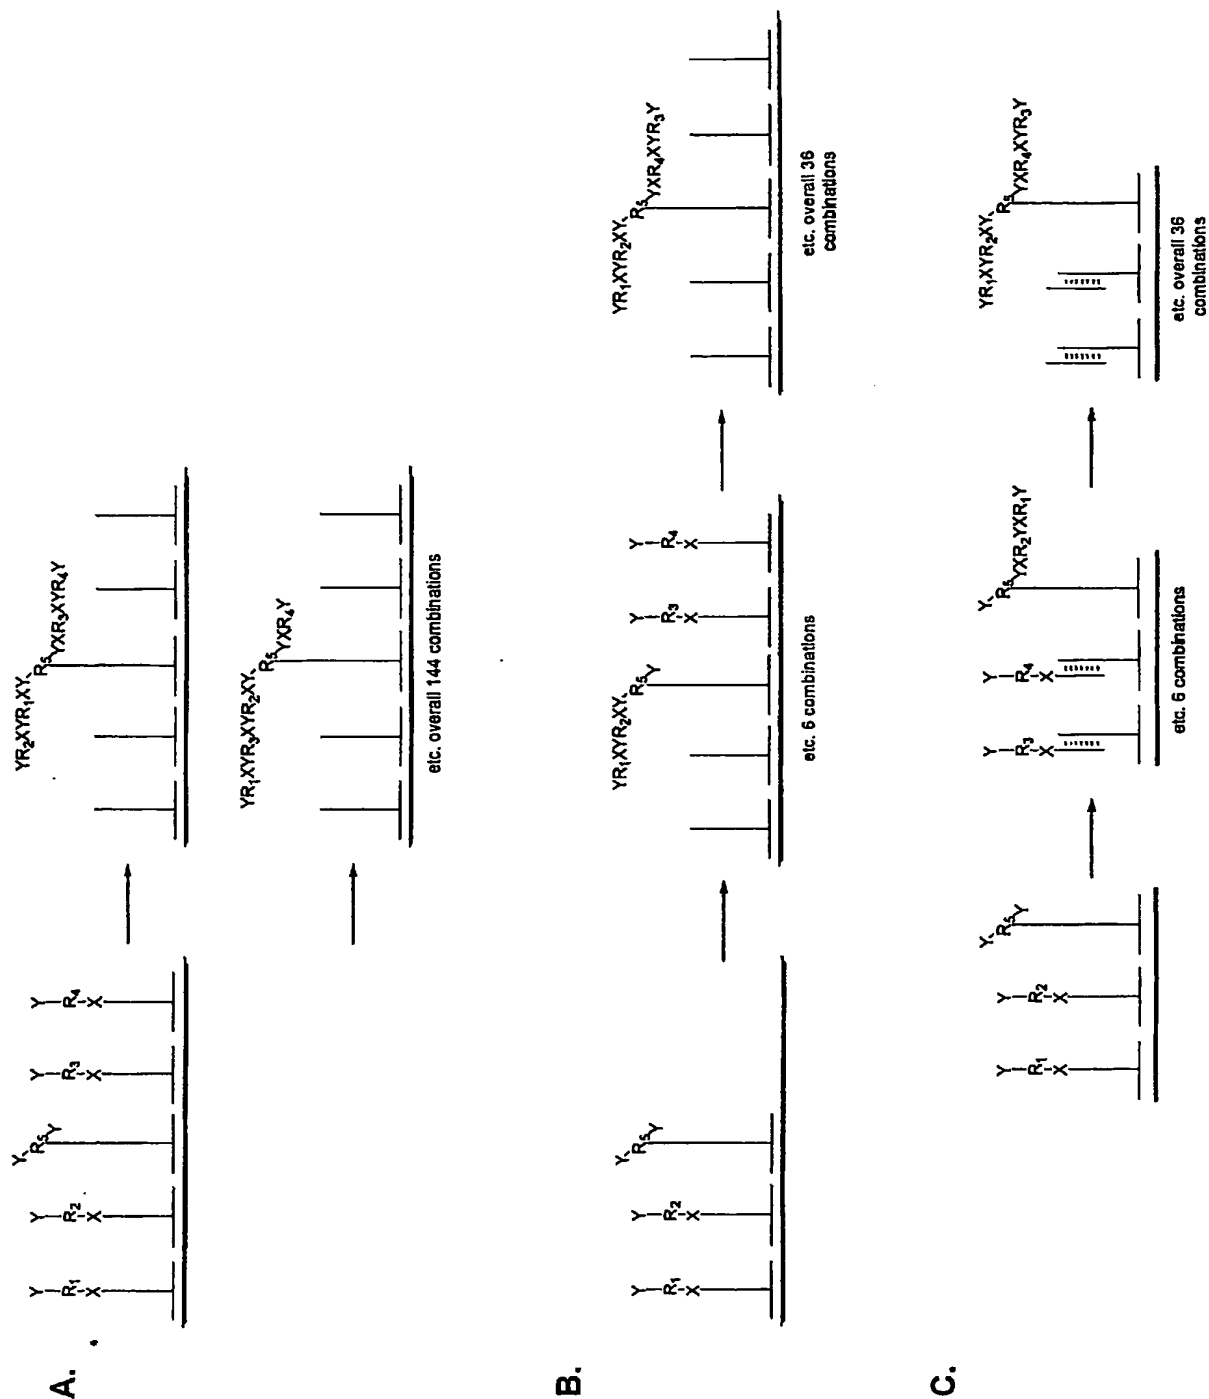 A.
Y Y Y Y Y Y
R₁ R₂ R₅ R₃ R₄
X X X X
YR₂XYR₁XY R₅ YXR₃XYR₄Y
YR₁XYR₃XYR₂XY R₅ YXR₄Y
etc. overall 144 combinations
B.
Y Y Y Y
R₁ R₂ R₅
X X
YR₁XYR₂XY R₅ Y Y Y
R₃ R₄
X X
etc. 6 combinations
YR₁XYR₂XY R₅ YXR₄XYR₃Y
etc. overall 36
combinations
C.
Y Y Y Y
R₁ R₂ R₅
X X
Y Y Y R₅ YXR₂YXR₁Y
R₃ R₄
X X
etc. 6 combinations
YR₁XYR₂XY R₅ YXR₄XYR₃Y
etc. overall 36
combinations